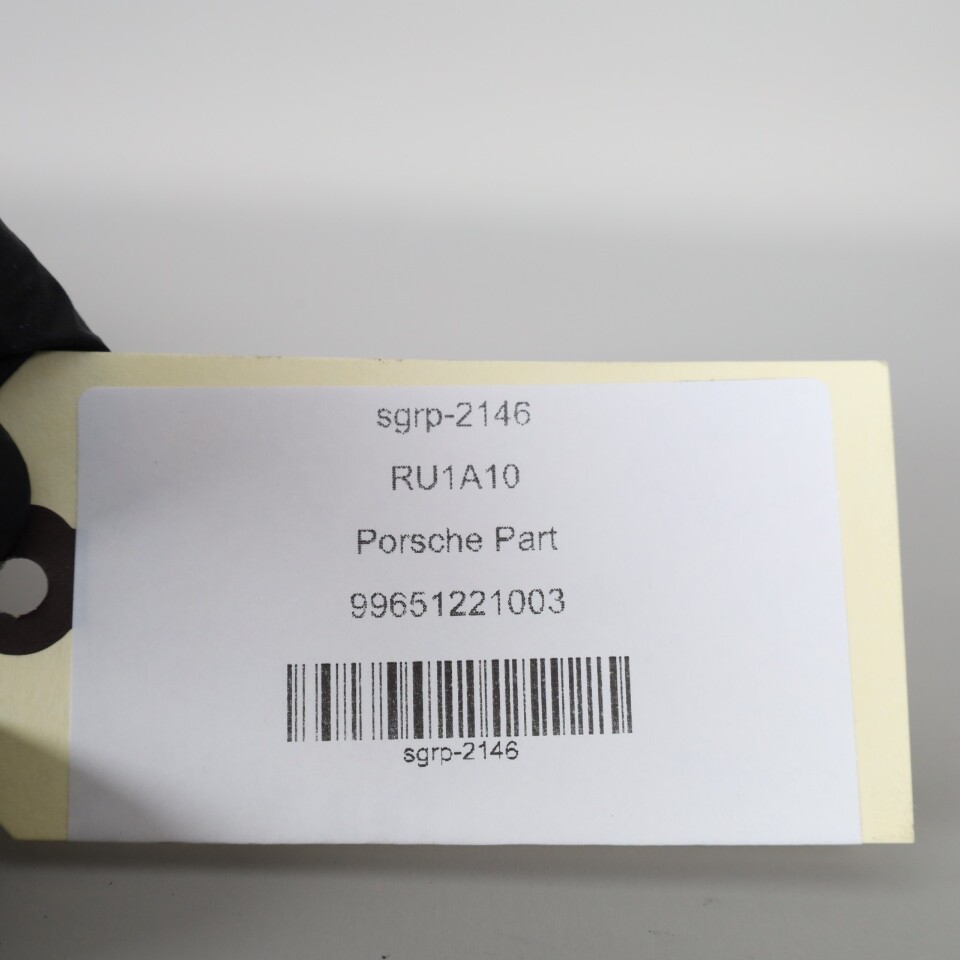 sgrp-2146
RU1A10
Porsche Part
99651221003
sgrp-2146